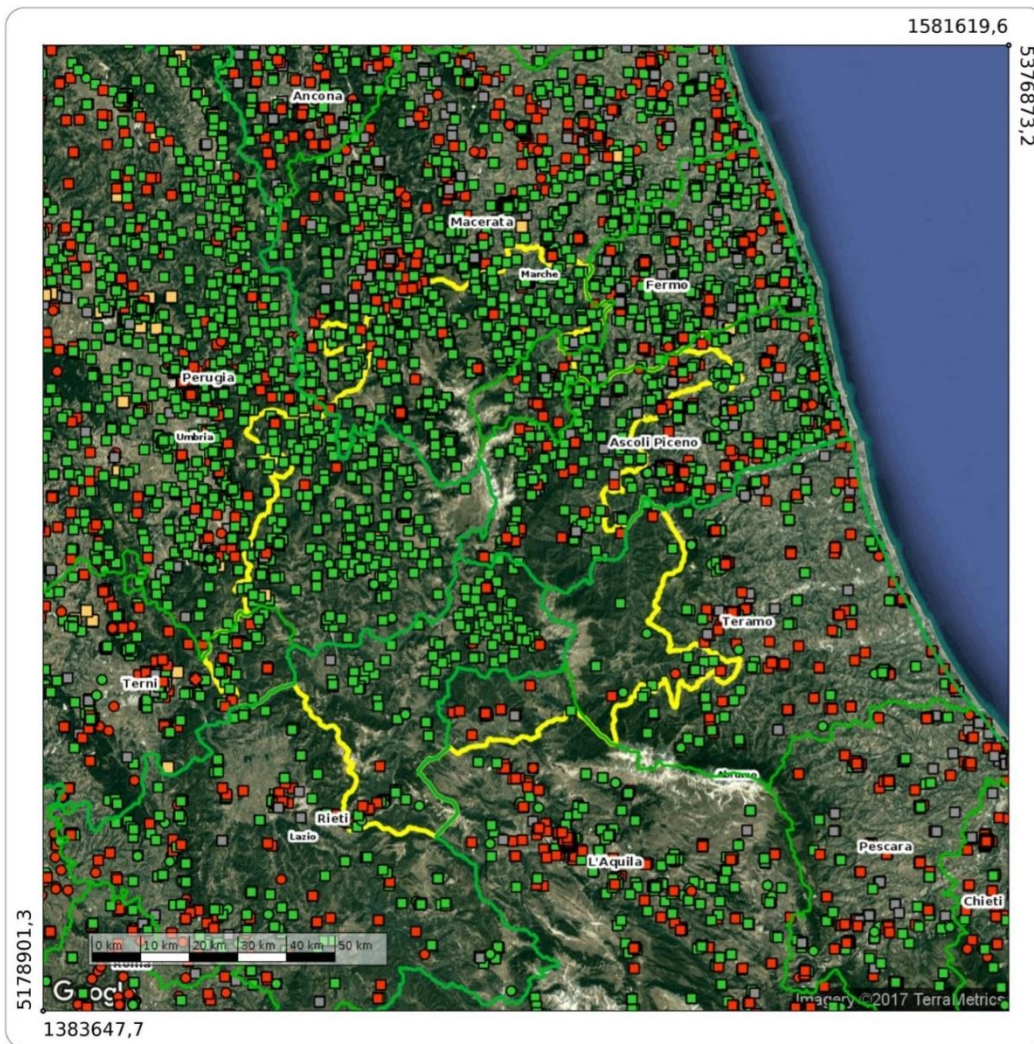 1581619,6
5376873,2
Ancona
Macerata
Marche
Fermo
Perugia
Umbria
Ascoli Piceno
Teramo
Terni
Abruzzo
Rieti
Lazio
L'Aquila
Pescara
Chieti
5178901,3
0 km 10 km 20 km 30 km 40 km 50 km
Roma
Googl
Imagery ©2017 TerraMetrics
1383647,7